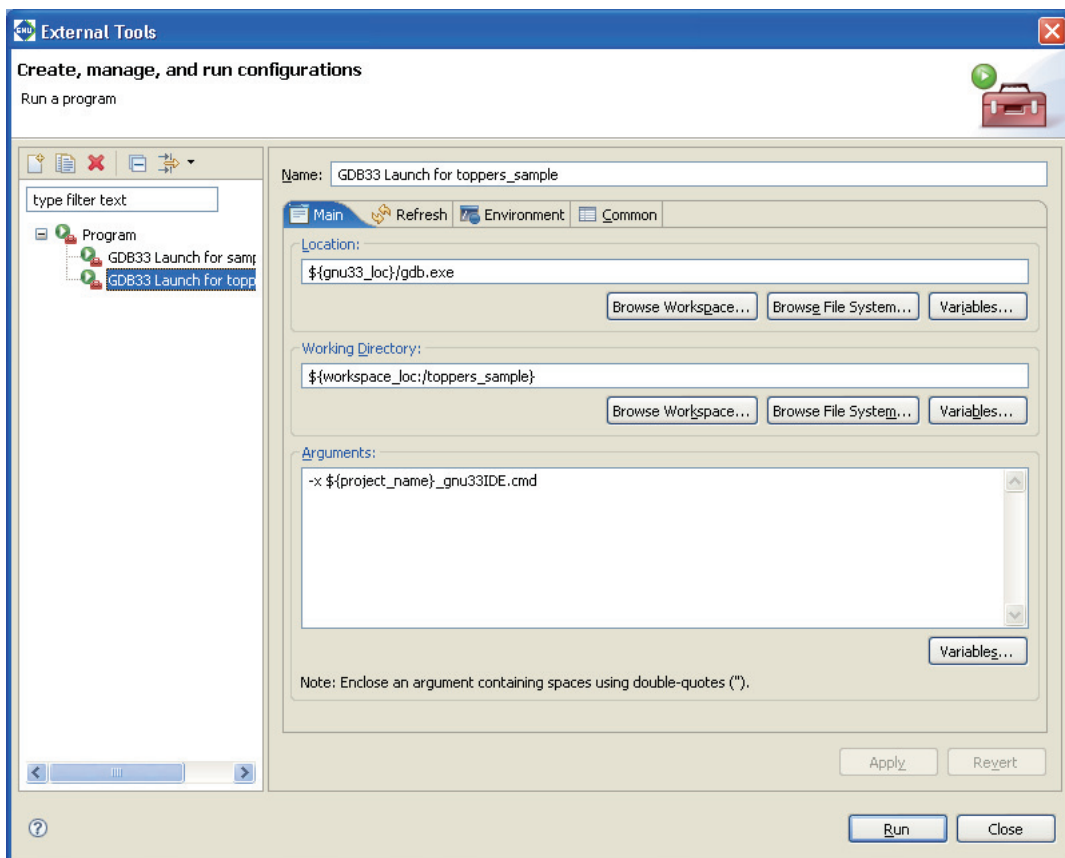 GNU External Tools
Create, manage, and run configurations
Run a program
type filter text
Program
GDB33 Launch for samp
GDB33 Launch for topp
Name: GDB33 Launch for toppers_sample
Main Refresh Environment Common
Location:
${gnu33_loc}/gdb.exe
Browse Workspace... Browse File System... Variables...
Working Directory:
${workspace_loc:/toppers_sample}
Browse Workspace... Browse File System... Variables...
Arguments:
-x ${project_name}_gnu33IDE.cmd
Variables...
Note: Enclose an argument containing spaces using double-quotes (").
Apply Revert
Run Close